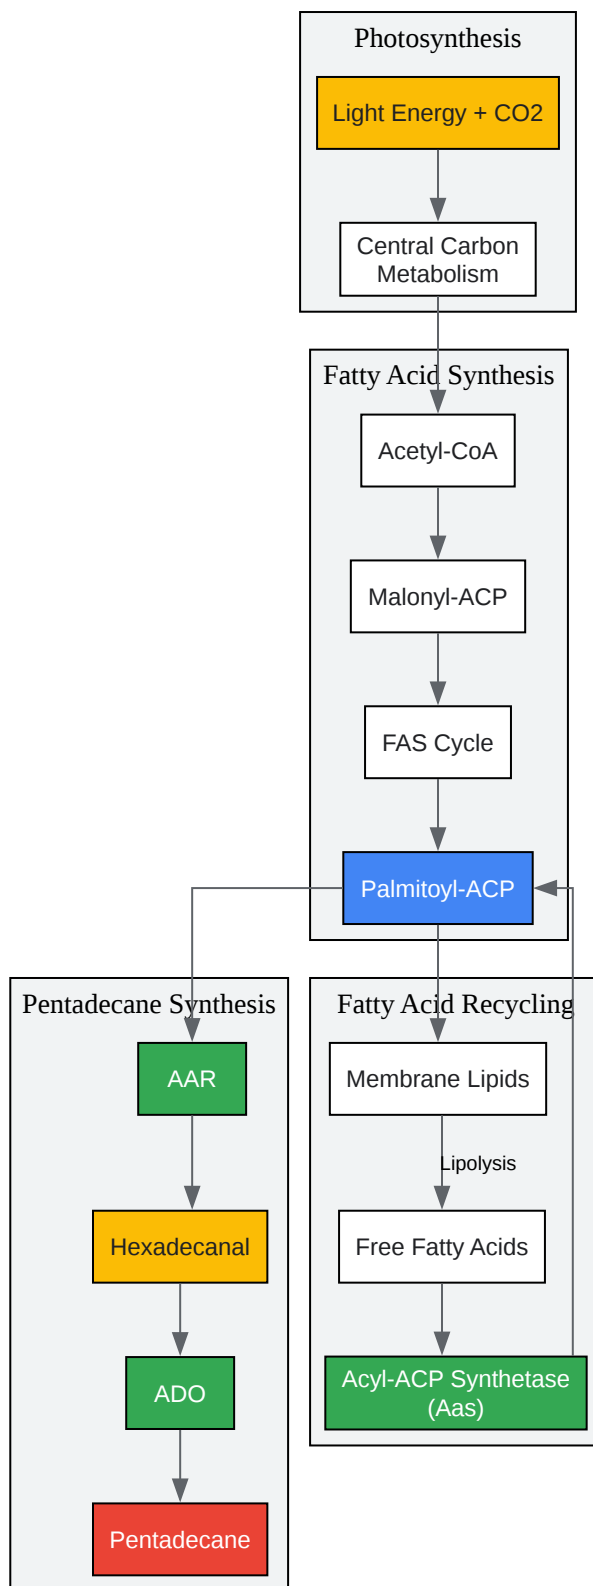 Photosynthesis
Light Energy + CO2
Central Carbon
Metabolism
Fatty Acid Synthesis
Acetyl-CoA
Malonyl-ACP
FAS Cycle
Palmitoyl-ACP
Pentadecane Synthesis
AAR
Hexadecanal
ADO
Pentadecane
Fatty Acid Recycling
Membrane Lipids
Lipolysis
Free Fatty Acids
Acyl-ACP Synthetase
(Aas)